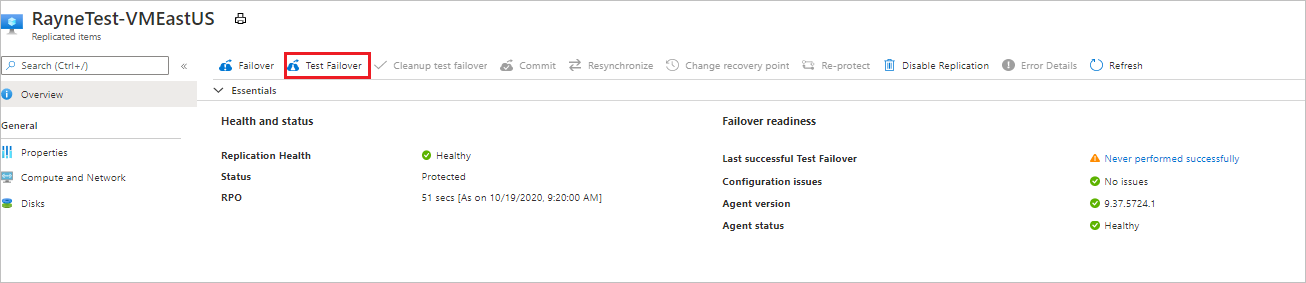 RayneTest-VMEastUS
Replicated items
Search (Ctrl+/)
«
Failover Test Failover Cleanup test failover Commit Resynchronize Change recovery point Re-protect Disable Replication Error Details Refresh
Overview
Essentials
General
Properties
Compute and Network
Disks
Health and status
Replication Health Healthy
Status Protected
RPO 51 secs [As on 10/19/2020, 9:20:00 AM]
Failover readiness
Last successful Test Failover Never performed successfully
Configuration issues No issues
Agent version 9.37.5724.1
Agent status Healthy